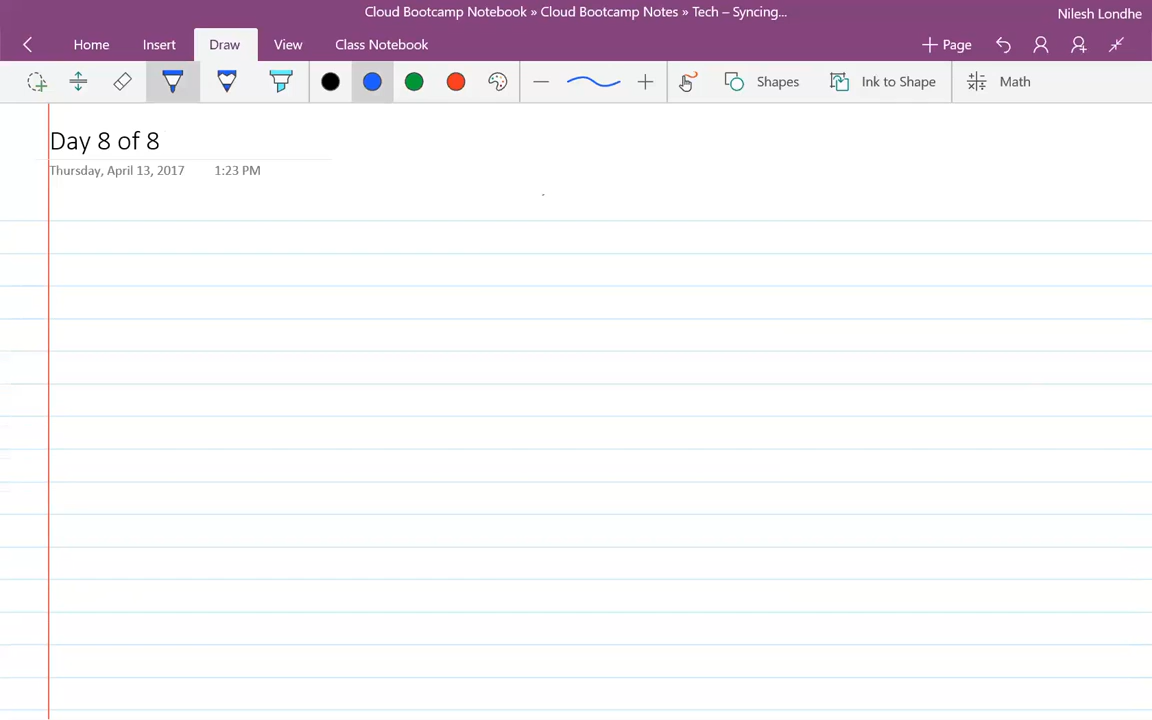 Cloud Bootcamp Notebook » Cloud Bootcamp Notes » Tech – Syncing...
Nilesh Londhe
Home Insert Draw View Class Notebook Page
Shapes Ink to Shape Math
Day 8 of 8
Thursday, April 13, 2017 1:23 PM